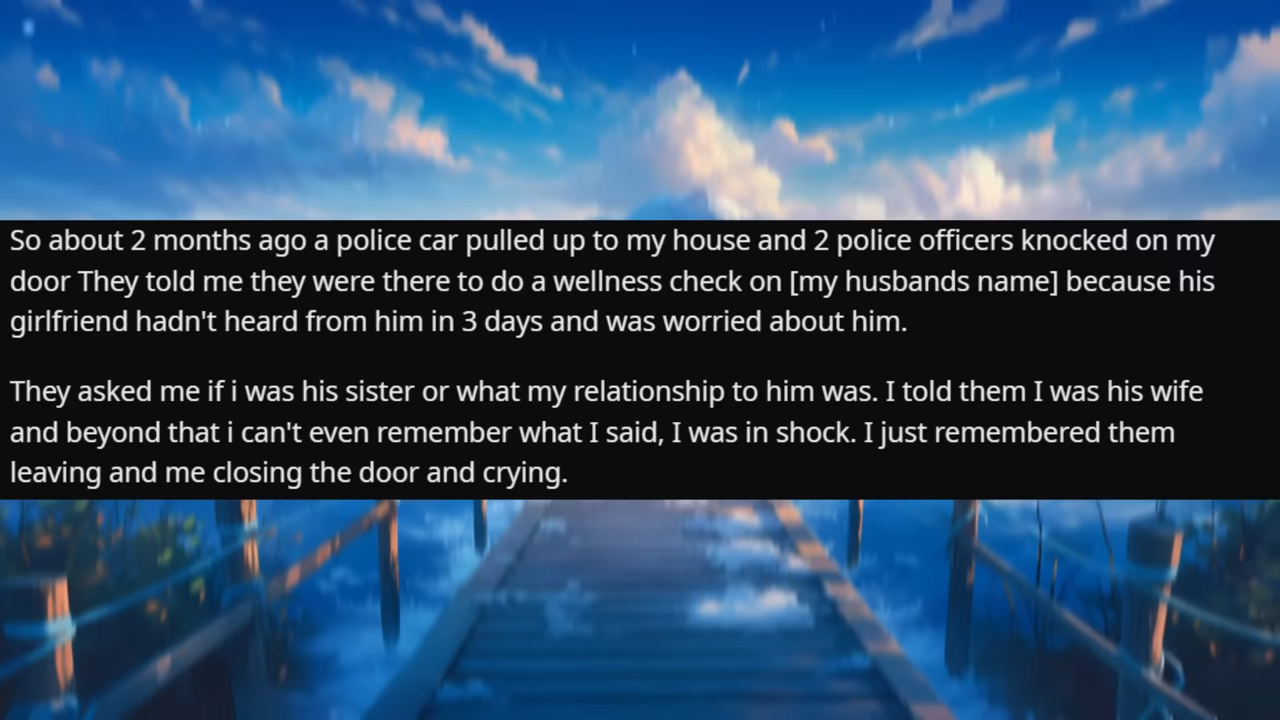 So about 2 months ago a police car pulled up to my house and 2 police officers knocked on my
door They told me they were there to do a wellness check on [my husbands name] because his
girlfriend hadn't heard from him in 3 days and was worried about him.
They asked me if i was his sister or what my relationship to him was. I told them I was his wife
and beyond that i can't even remember what I said, I was in shock. I just remembered them
leaving and me closing the door and crying.